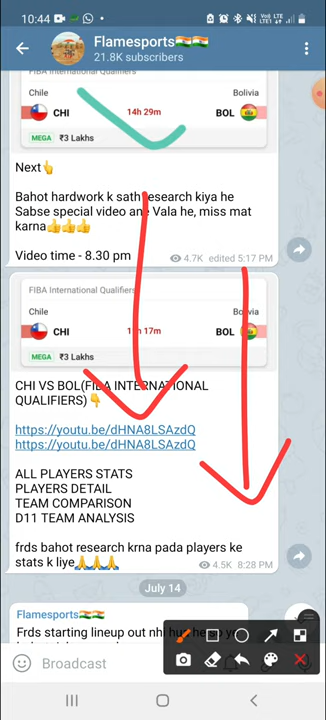 10:44
Flamesports🇮🇳🇮🇳
21.8K subscribers
FIBA International Qualifiers
Chile Bolivia
CHI 14h 29m BOL
MEGA ₹3 Lakhs
Next👆
Bahot hardwork k sath research kiya he
Sabse special video ane Vala he, miss mat
karna👍👍👍
Video time - 8.30 pm
4.7K edited 5:17 PM
FIBA International Qualifiers
Chile Bolivia
CHI 17m BOL
MEGA ₹3 Lakhs
CHI VS BOL(FIBA INTERNATIONAL
QUALIFIERS)👇
https://youtu.be/dHNA8LSAzdQ
https://youtu.be/dHNA8LSAzdQ
ALL PLAYERS STATS
PLAYERS DETAIL
TEAM COMPARISON
D11 TEAM ANALYSIS
frds bahot research krna pada players ke
stats k liye🙏🙏🙏
4.5K 8:28 PM
July 14
Flamesports🇮🇳🇮🇳
Frds starting lineup out nhi
Broadcast